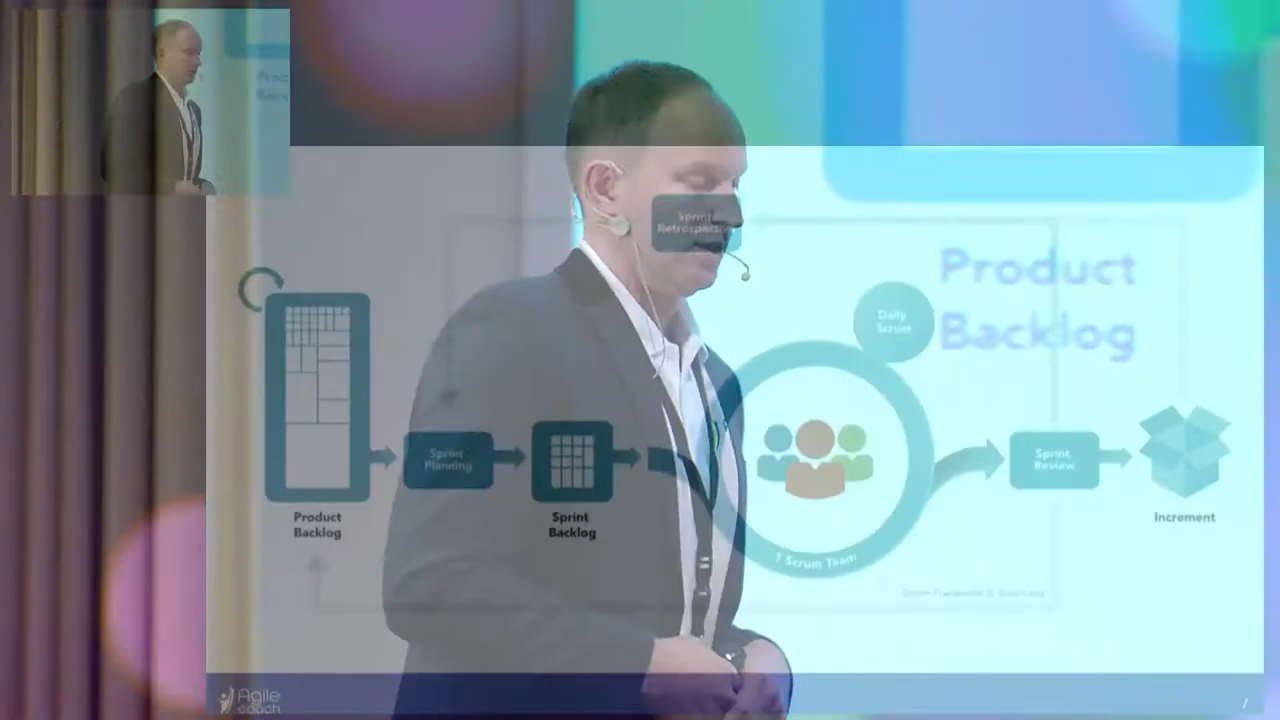 Sprint
Retrospective
Product
Backlog
Daily
Scrum
Sprint
Planning
Sprint
Review
Product
Backlog
Sprint
Backlog
Increment
1 Scrum Team
Agile
coach